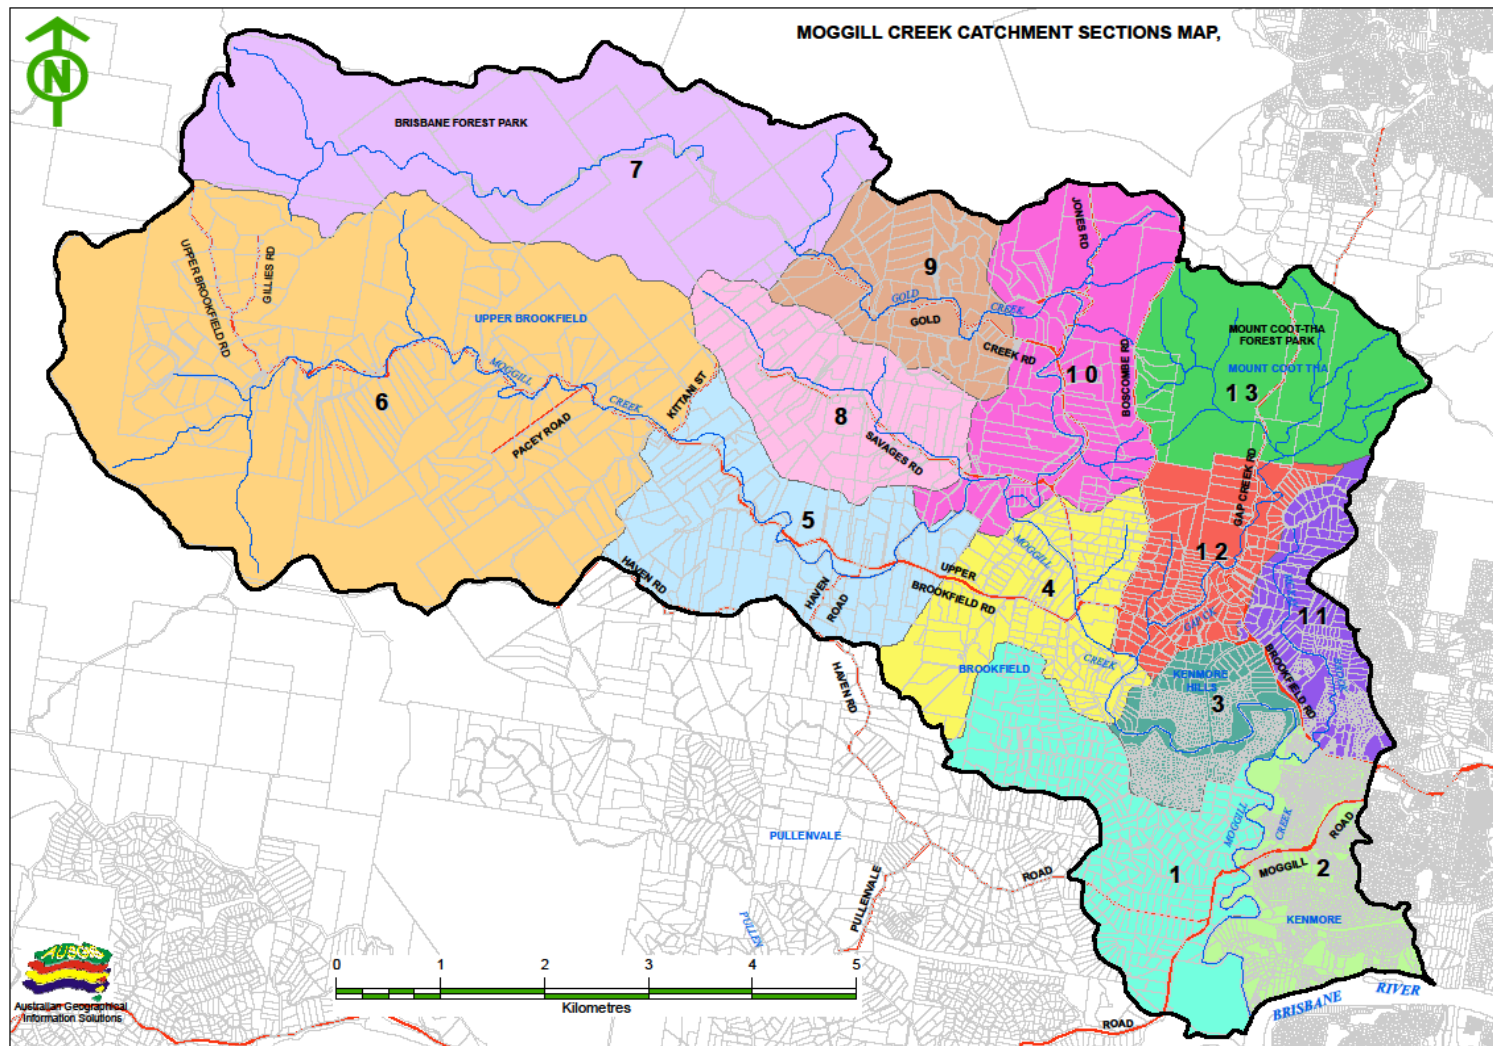 MOGGILL CREEK CATCHMENT SECTIONS MAP,
N
BRISBANE FOREST PARK
7
JONES RD
UPPER BROOKFIELD RD
GILLIES RD
9
GOLD
CREEK
GOLD
CREEK RD
UPPER BROOKFIELD
MOUNT COOT-THA
FOREST PARK
MOUNT COOT THA
BOSCOMBE RD
10
13
MOGGILL
CREEK
KITTANI ST
6
PACEY ROAD
8
SAVAGES RD
GAP CREEK RD
5
MOGGILL
12
HAVEN RD
HAVEN
ROAD
UPPER
BROOKFIELD RD
4
GAP CK
11
BROOKFIELD
CREEK
KENMORE
HILLS
3
BROOKFIELD RD
HAVEN RD
MOGGILL
CREEK
ROAD
PULLENVALE
MOGGILL
2
1
ROAD
PULLENVALE
KENMORE
PULLEN
0
1
2
3
4
5
Kilometres
Australian Geographical
Information Solutions
BRISBANE
RIVER
ROAD